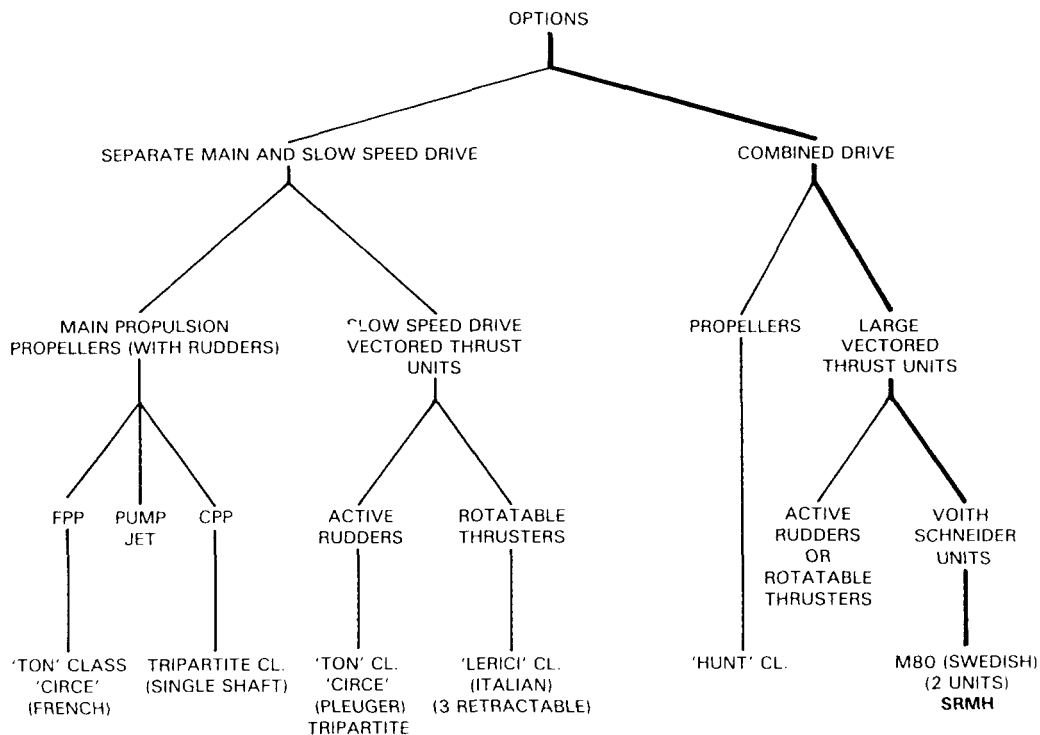 OPTIONS
SEPARATE MAIN AND SLOW SPEED DRIVE
COMBINED DRIVE
MAIN PROPULSION
PROPELLERS (WITH RUDDERS)
SLOW SPEED DRIVE
VECTORED THRUST
UNITS
PROPELLERS
LARGE
VECTORED
THRUST UNITS
FPP
PUMP
JET
CPP
ACTIVE
RUDDERS
ROTATABLE
THRUSTERS
ACTIVE
RUDDERS
OR
ROTATABLE
THRUSTERS
VOITH
SCHNEIDER
UNITS
'TON' CLASS
'CIRCE'
(FRENCH)
TRIPARTITE CL.
(SINGLE SHAFT)
'TON' CL.
'CIRCE'
(PLEUGER)
TRIPARTITE
'LERICI' CL.
(ITALIAN)
(3 RETRACTABLE)
'HUNT' CL.
M80 (SWEDISH)
(2 UNITS)
SRMH